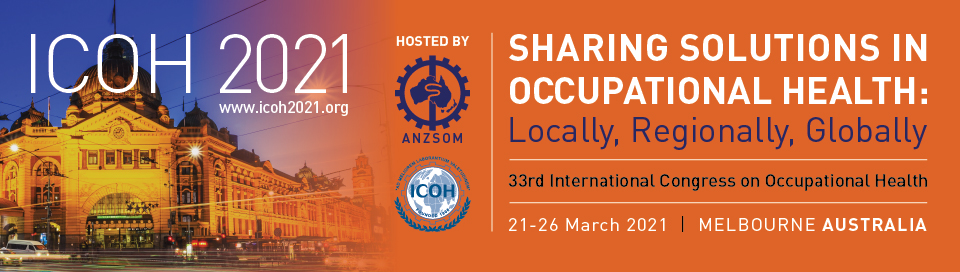 ICOH 2021
www.icoh2021.org
HOSTED BY
ANZSOM
ICOH
SHARING SOLUTIONS IN
OCCUPATIONAL HEALTH:
Locally, Regionally, Globally
33rd International Congress on Occupational Health
21-26 March 2021 | MELBOURNE AUSTRALIA